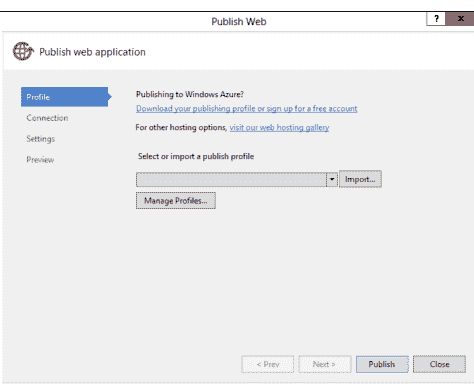 Publish Web
? x
Publish web application
Profile
Connection
Settings
Preview
Publishing to Windows Azure?
Download your publishing profile or sign up for a free account
For other hosting options, visit our web hosting gallery
Select or import a publish profile
Import...
Manage Profiles...
< Prev
Next >
Publish
Close